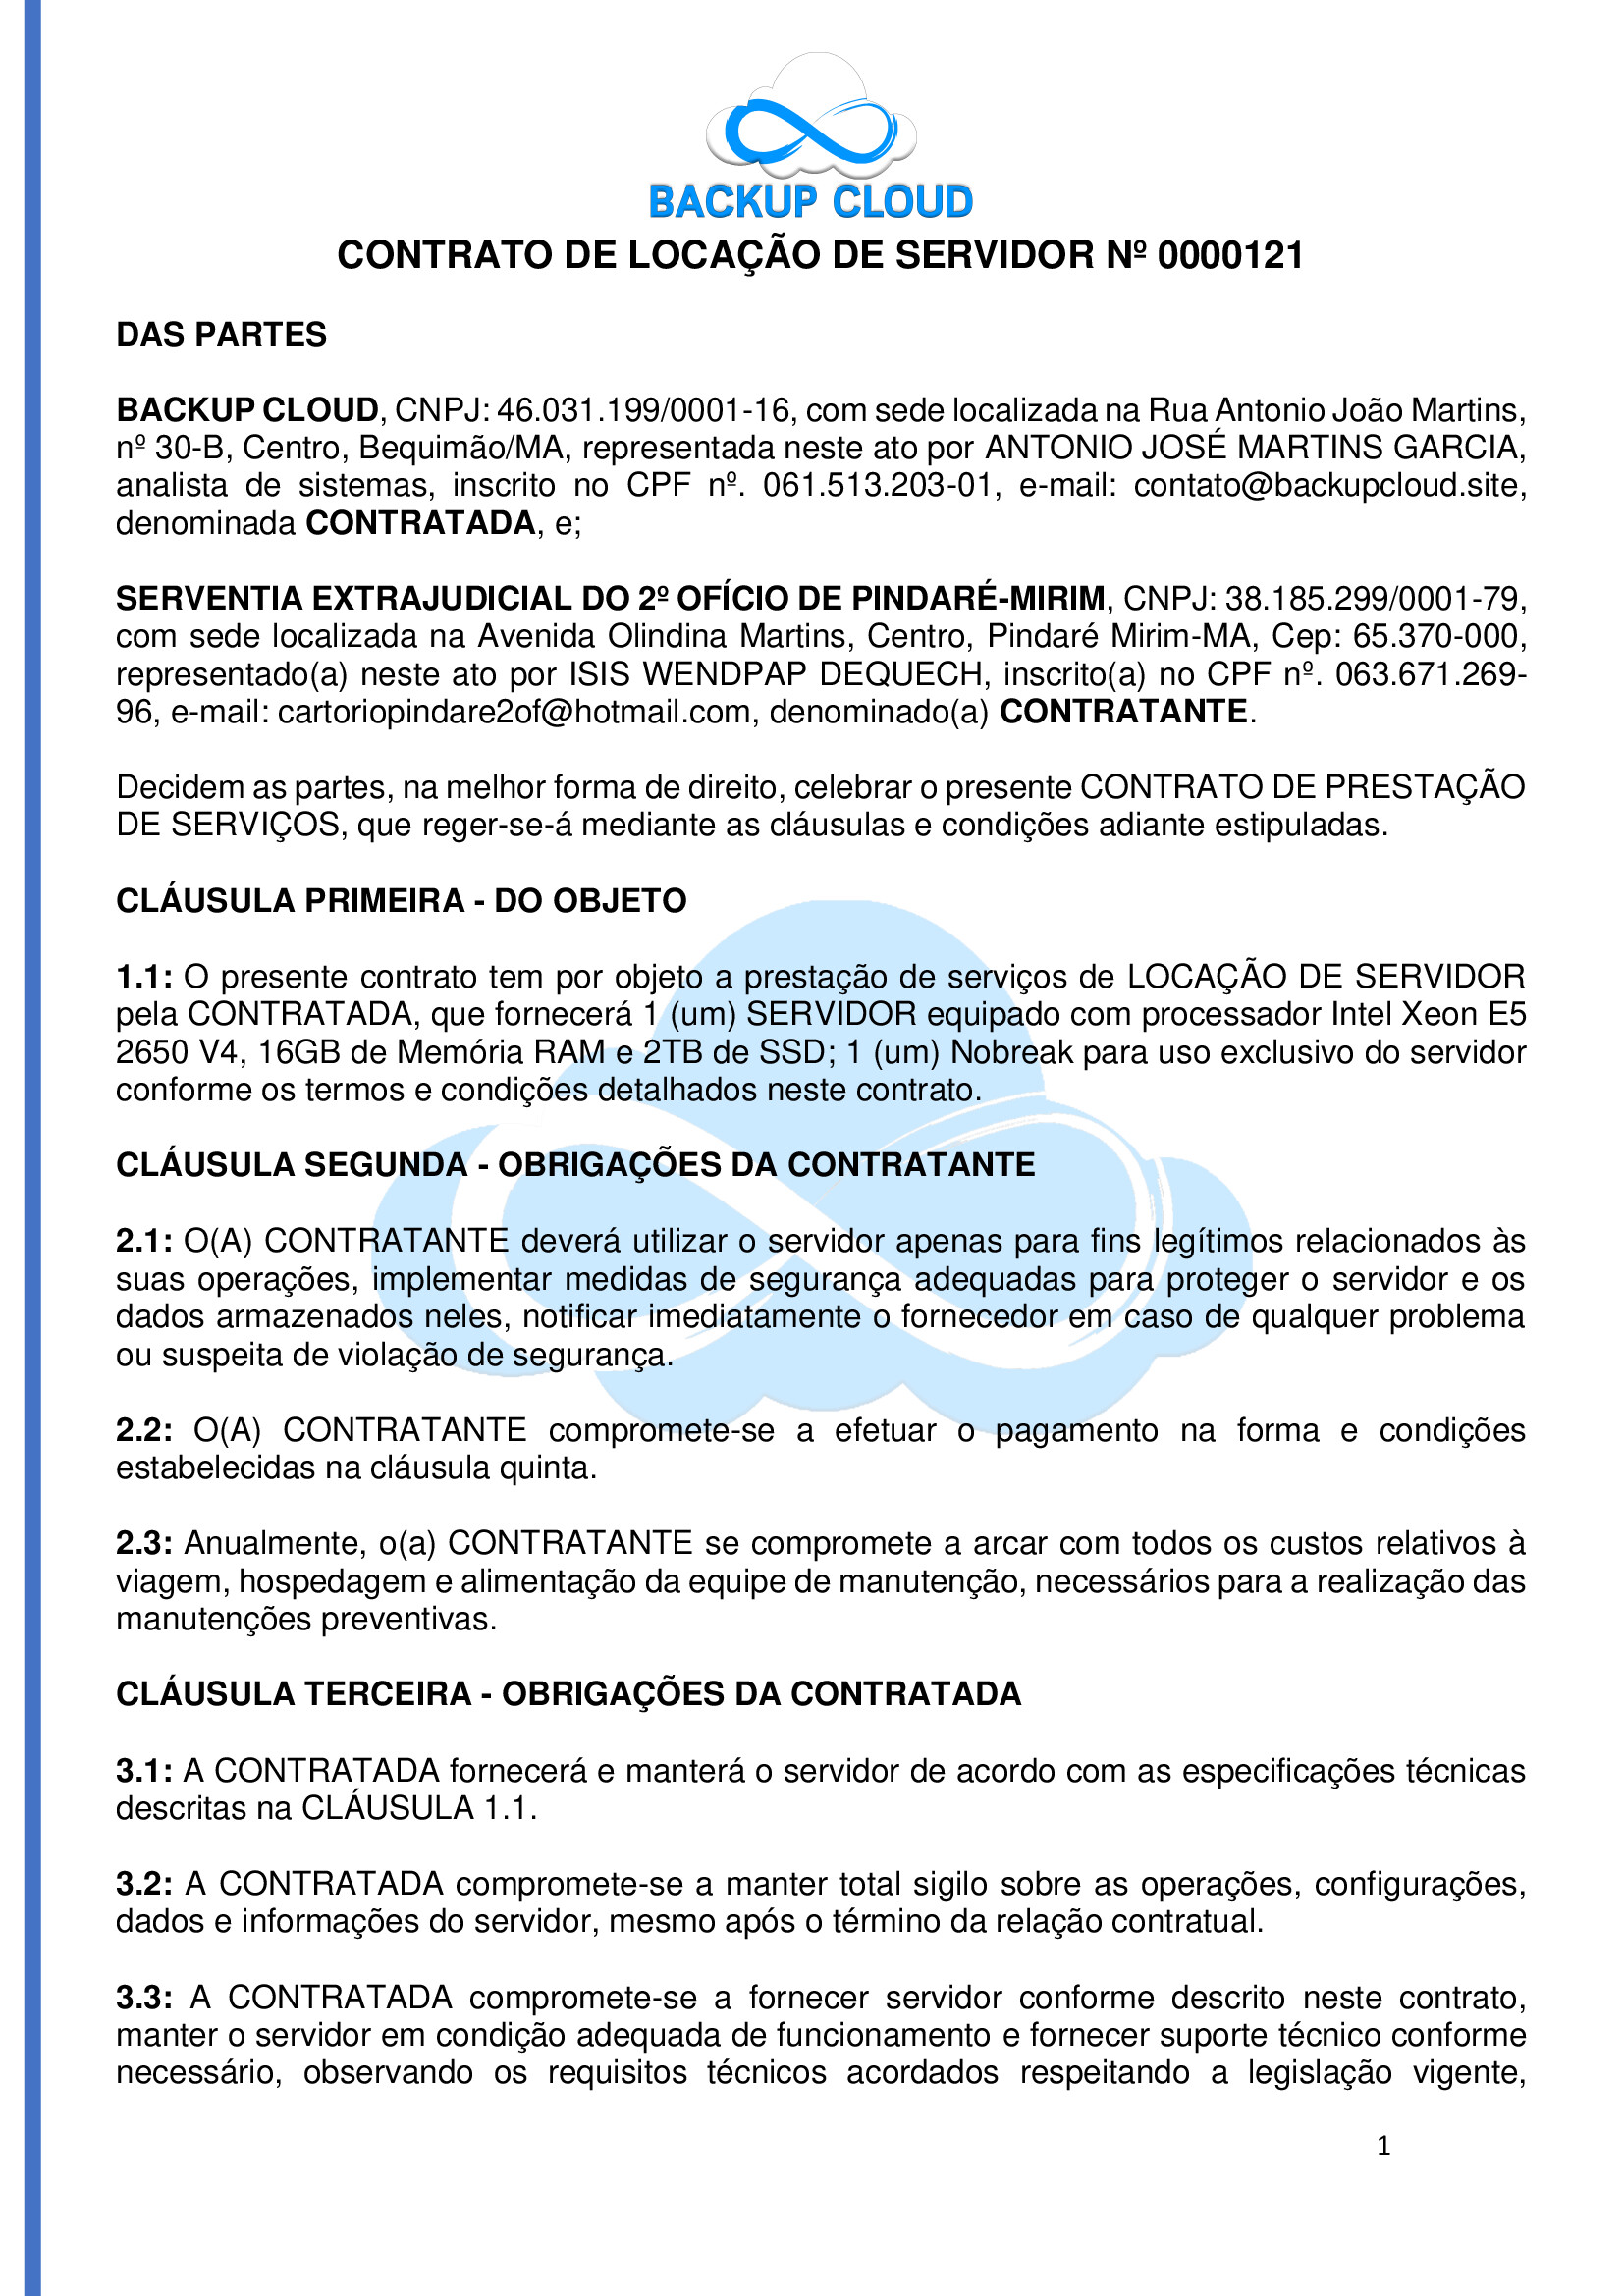 BACKUP CLOUD
CONTRATO DE LOCAÇÃO DE SERVIDOR Nº 0000121
DAS PARTES
BACKUP CLOUD, CNPJ: 46.031.199/0001-16, com sede localizada na Rua Antonio João Martins,
nº 30-B, Centro, Bequimão/MA, representada neste ato por ANTONIO JOSÉ MARTINS GARCIA,
analista de sistemas, inscrito no CPF nº. 061.513.203-01, e-mail: contato@backupcloud.site,
denominada CONTRATADA, e;
SERVENTIA EXTRAJUDICIAL DO 2º OFÍCIO DE PINDARÉ-MIRIM, CNPJ: 38.185.299/0001-79,
com sede localizada na Avenida Olindina Martins, Centro, Pindaré Mirim-MA, Cep: 65.370-000,
representado(a) neste ato por ISIS WENDPAP DEQUECH, inscrito(a) no CPF nº. 063.671.269-
96, e-mail: cartoriopindare2of@hotmail.com, denominado(a) CONTRATANTE.
Decidem as partes, na melhor forma de direito, celebrar o presente CONTRATO DE PRESTAÇÃO
DE SERVIÇOS, que reger-se-á mediante as cláusulas e condições adiante estipuladas.
CLÁUSULA PRIMEIRA - DO OBJETO
1.1: O presente contrato tem por objeto a prestação de serviços de LOCAÇÃO DE SERVIDOR
pela CONTRATADA, que fornecerá 1 (um) SERVIDOR equipado com processador Intel Xeon E5
2650 V4, 16GB de Memória RAM e 2TB de SSD; 1 (um) Nobreak para uso exclusivo do servidor
conforme os termos e condições detalhados neste contrato.
CLÁUSULA SEGUNDA - OBRIGAÇÕES DA CONTRATANTE
2.1: O(A) CONTRATANTE deverá utilizar o servidor apenas para fins legítimos relacionados às
suas operações, implementar medidas de segurança adequadas para proteger o servidor e os
dados armazenados neles, notificar imediatamente o fornecedor em caso de qualquer problema
ou suspeita de violação de segurança.
2.2: O(A) CONTRATANTE compromete-se a efetuar o pagamento na forma e condições
estabelecidas na cláusula quinta.
2.3: Anualmente, o(a) CONTRATANTE se compromete a arcar com todos os custos relativos à
viagem, hospedagem e alimentação da equipe de manutenção, necessários para a realização das
manutenções preventivas.
CLÁUSULA TERCEIRA - OBRIGAÇÕES DA CONTRATADA
3.1: A CONTRATADA fornecerá e manterá o servidor de acordo com as especificações técnicas
descritas na CLÁUSULA 1.1.
3.2: A CONTRATADA compromete-se a manter total sigilo sobre as operações, configurações,
dados e informações do servidor, mesmo após o término da relação contratual.
3.3: A CONTRATADA compromete-se a fornecer servidor conforme descrito neste contrato,
manter o servidor em condição adequada de funcionamento e fornecer suporte técnico conforme
necessário, observando os requisitos técnicos acordados respeitando a legislação vigente,
1